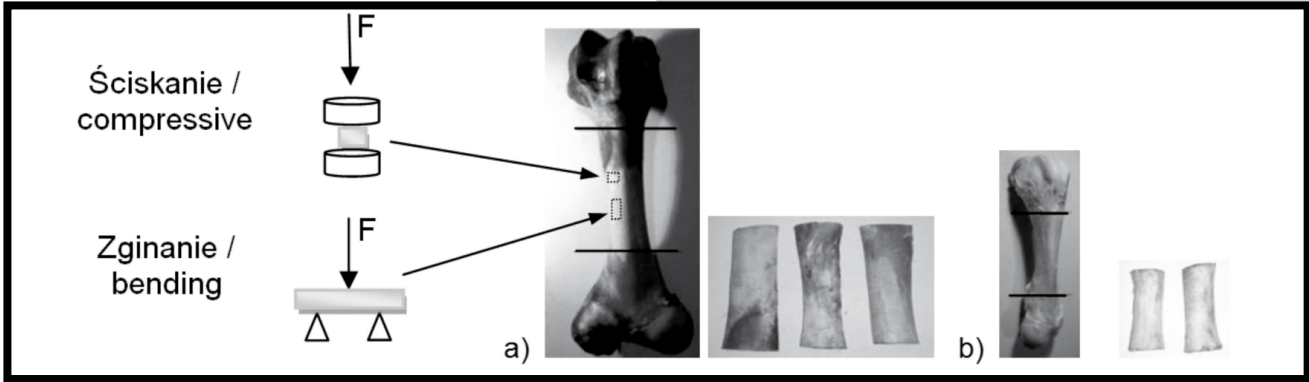 F
Ściskanie /
compressive
F
Zginanie /
bending
a)
b)